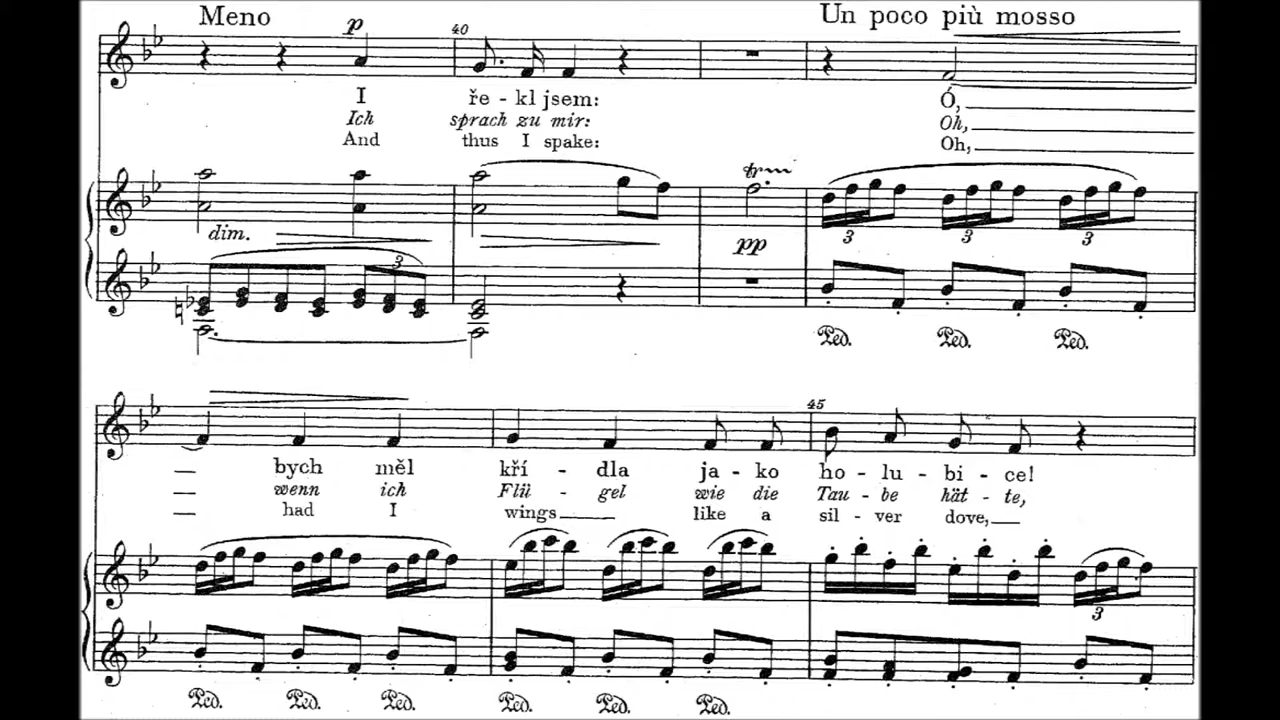 Meno Un poco più mosso
p 40
I ře - kl jsem: Ó,
Ich sprach zu mir: Oh,
And thus I spake: Oh,
trm
dim. 3 pp 3 3 3
Ped. Ped. Ped.
45
bych měl kří - dla ja - ko ho - lu - bi - ce!
wenn ich Flü - gel wie die Tau - be hät - te,
had I wings like a sil - ver dove,
3
Ped. Ped. Ped. Ped. Ped. Ped.